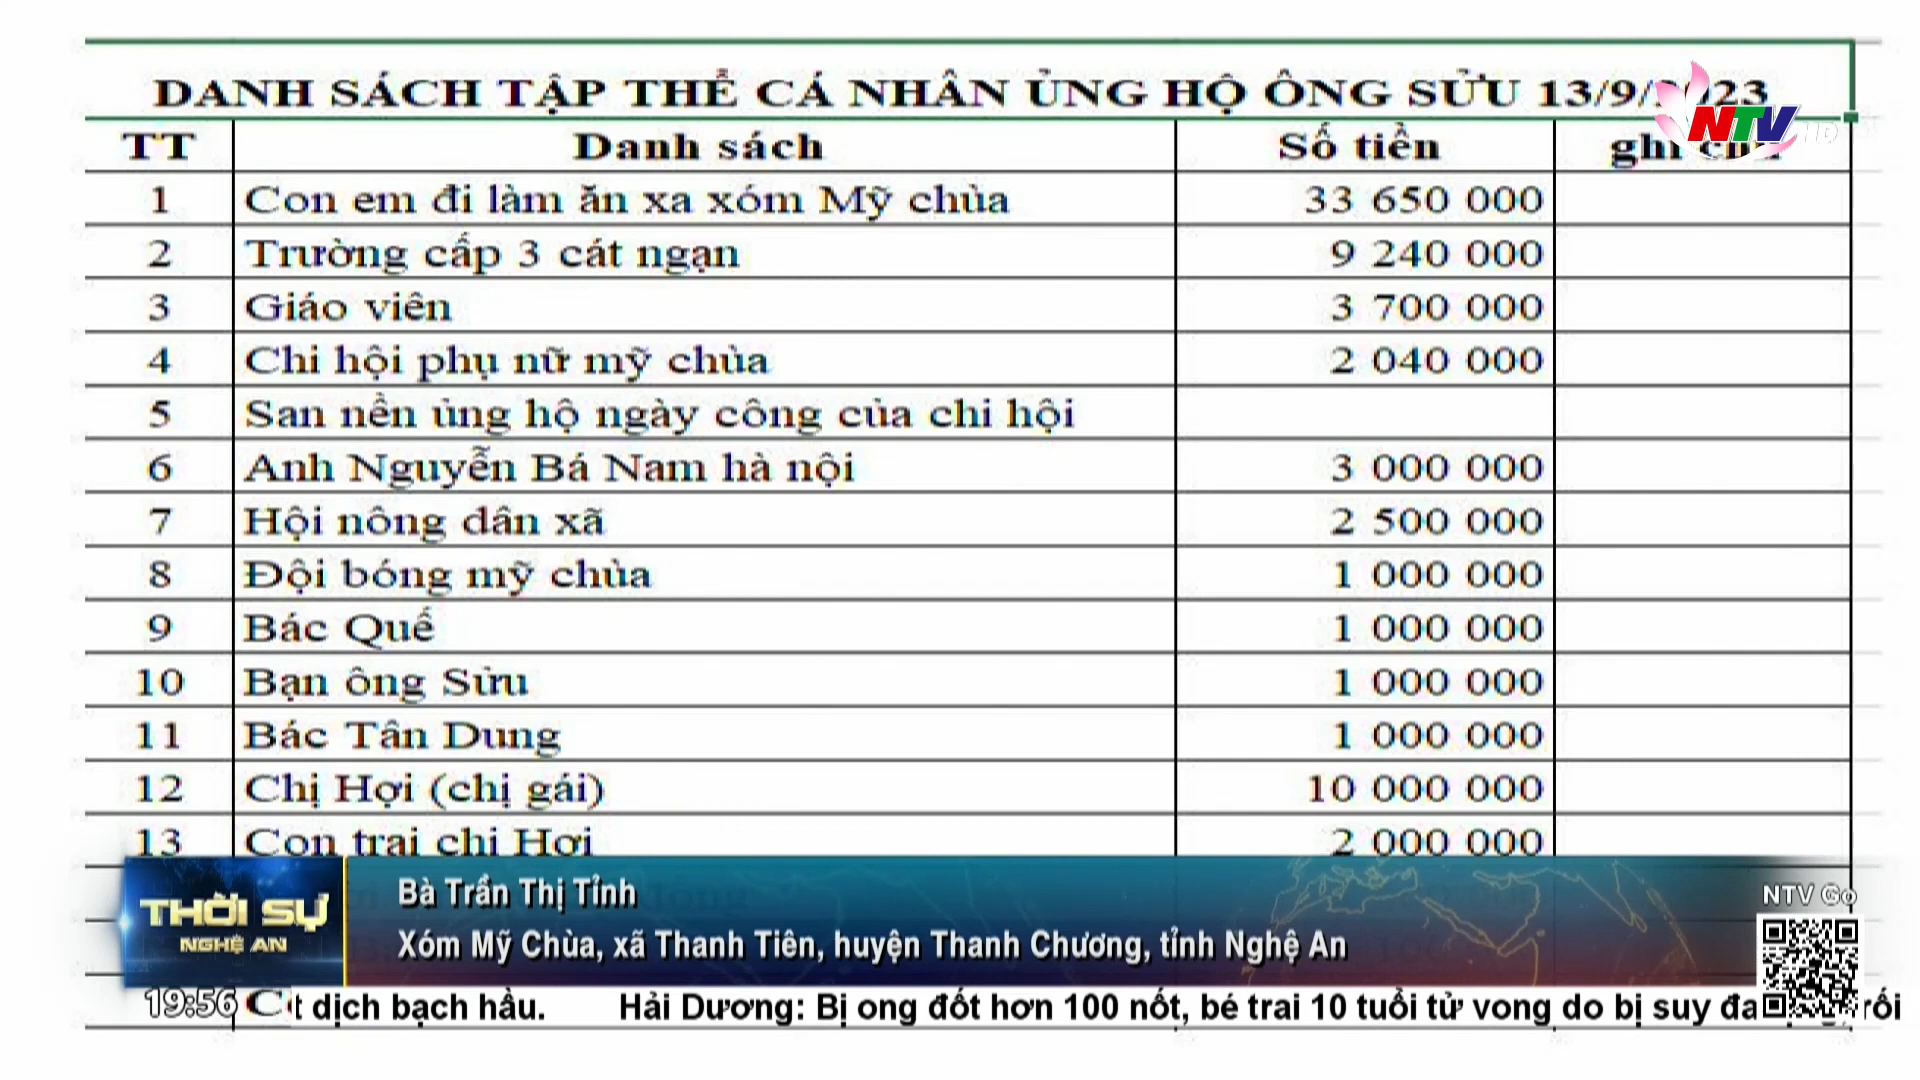 DANH SÁCH TẬP THỂ CÁ NHÂN ỦNG HỘ ÔNG SỬU 13/9/2023
NTV HD
TT Danh sách Số tiền ghi chú
1 Con em đi làm ăn xa xóm Mỹ chùa 33 650 000
2 Trường cấp 3 cát ngạn 9 240 000
3 Giáo viên 3 700 000
4 Chi hội phụ nữ mỹ chùa 2 040 000
5 San nền ủng hộ ngày công của chi hội
6 Anh Nguyễn Bá Nam hà nội 3 000 000
7 Hội nông dân xã 2 500 000
8 Đội bóng mỹ chùa 1 000 000
9 Bác Quế 1 000 000
10 Bạn ông Sửu 1 000 000
11 Bác Tân Dung 1 000 000
12 Chị Hợi (chị gái) 10 000 000
13 Con trai chị Hợi 2 000 000
THỜI SỰ
NGHỆ AN
Bà Trần Thị Tỉnh
Xóm Mỹ Chùa, xã Thanh Tiên, huyện Thanh Chương, tỉnh Nghệ An
NTV Go
19:56
dịch bạch hầu. Hải Dương: Bị ong đốt hơn 100 nốt, bé trai 10 tuổi tử vong do bị suy đa rối